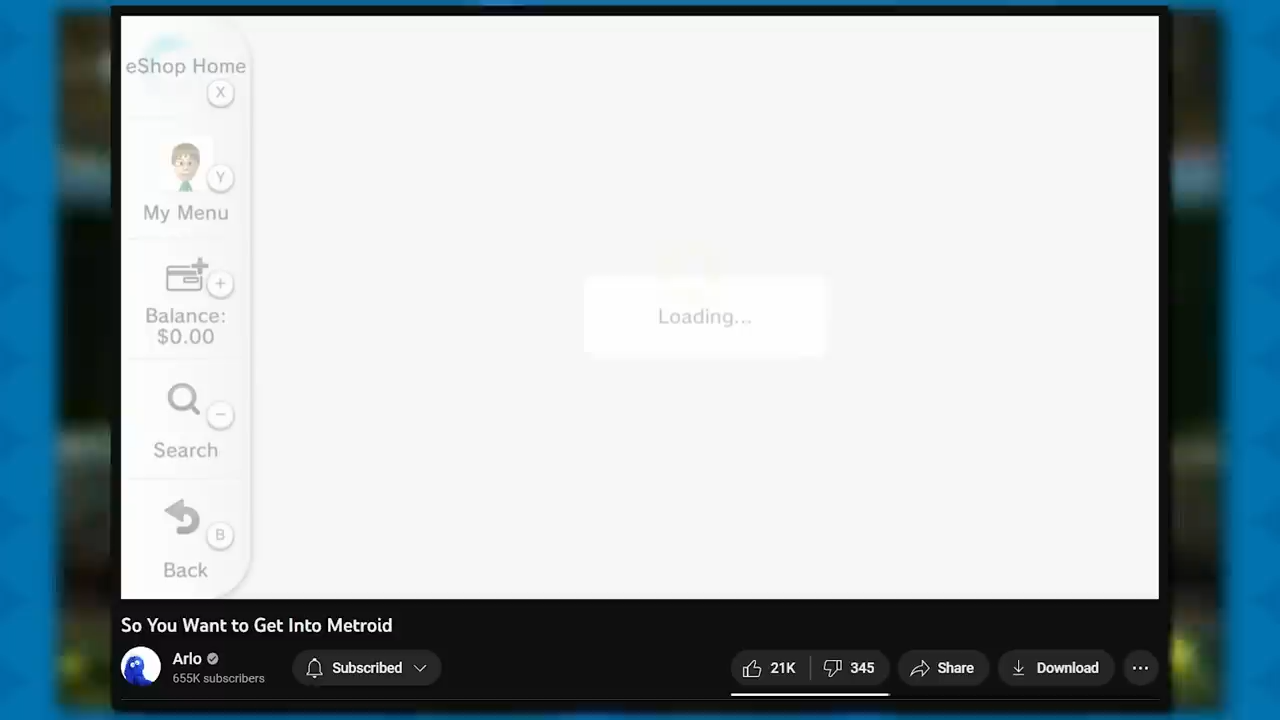 eShop Home
X
Y
My Menu
+
Balance:
$0.00
Search
−
Back
B
Loading...
So You Want to Get Into Metroid
Arlo
655K subscribers
Subscribed
21K
345
Share
Download